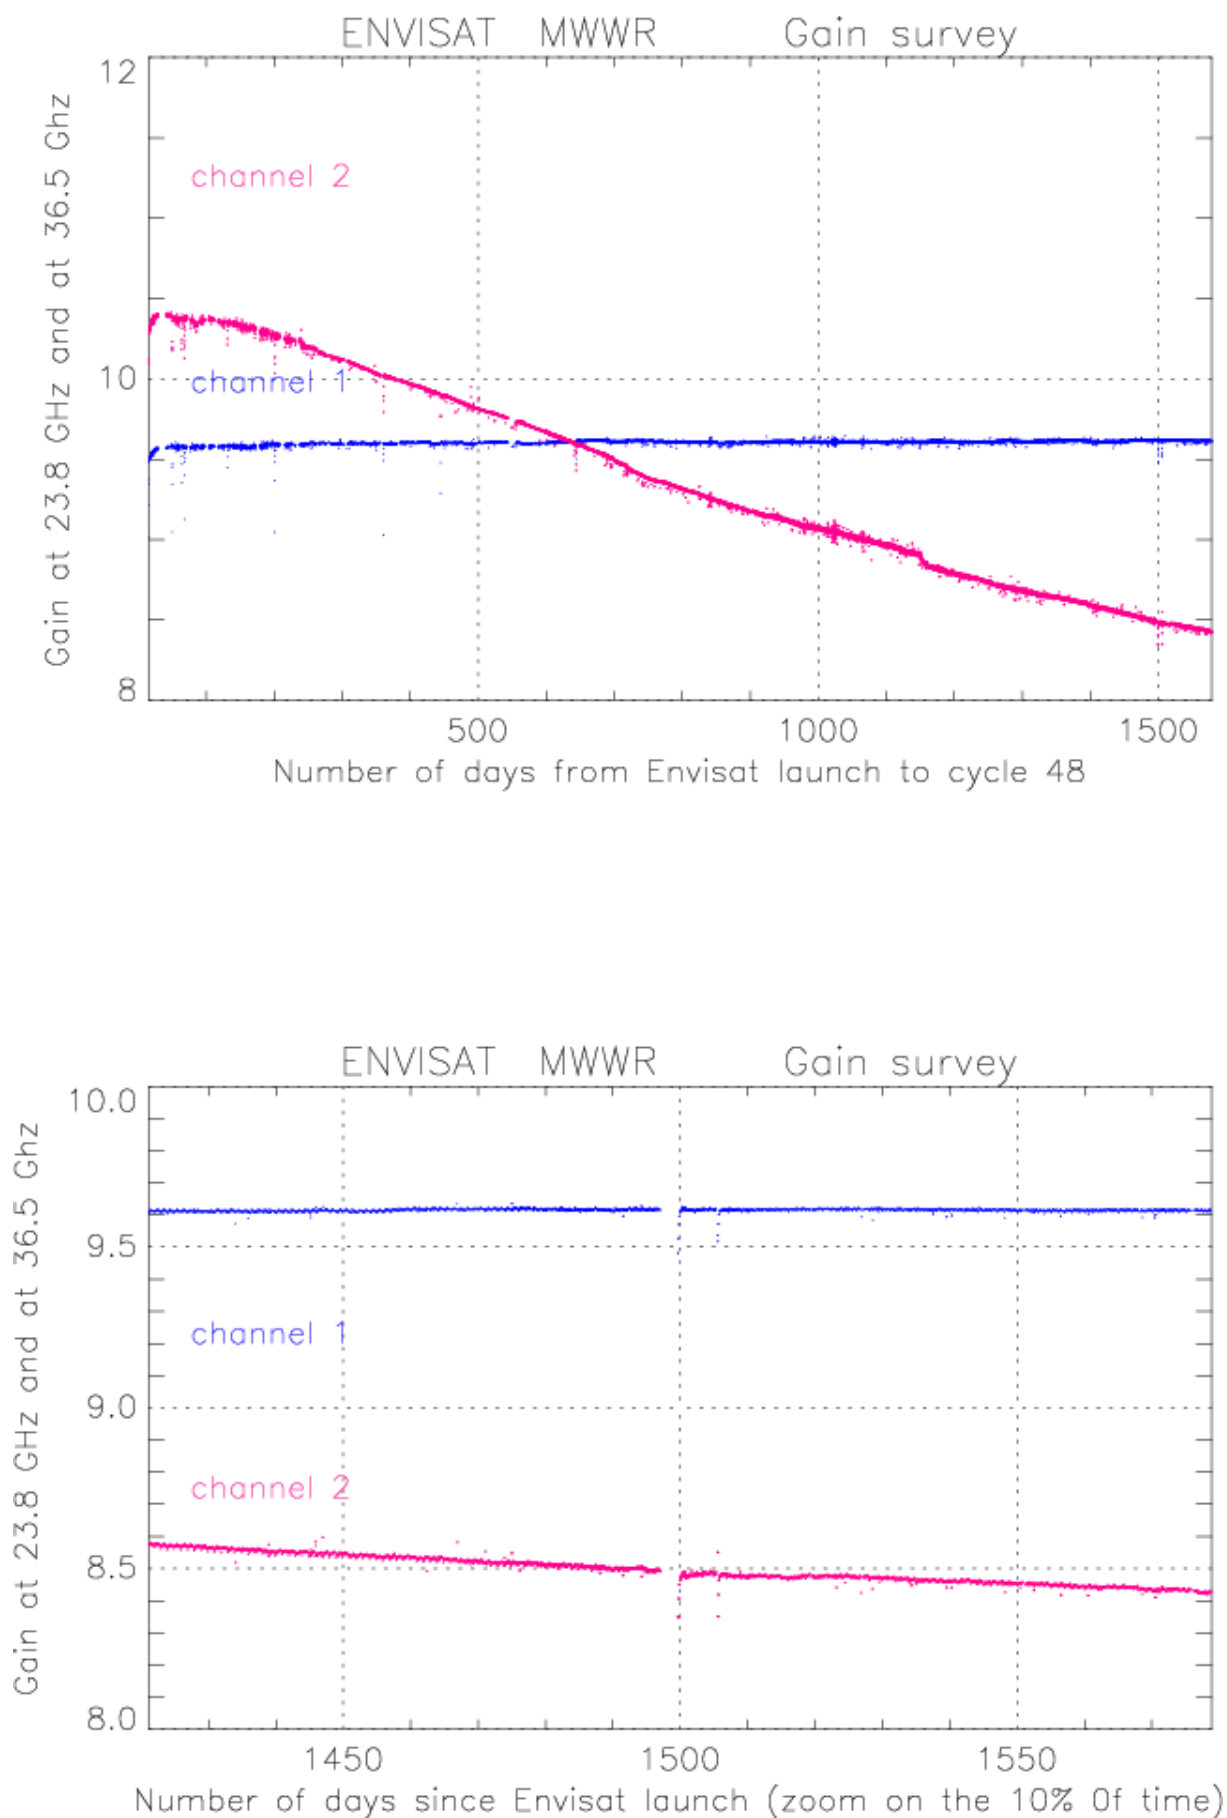 ENVISAT MWWR Gain survey
12
10
8
Gain at 23.8 GHz and at 36.5 Ghz
channel 2
channel 1
500 1000 1500
Number of days from Envisat launch to cycle 48
ENVISAT MWWR Gain survey
10.0
9.5
9.0
8.5
8.0
Gain at 23.8 GHz and at 36.5 Ghz
channel 1
channel 2
1450 1500 1550
Number of days since Envisat launch (zoom on the 10% Of time)